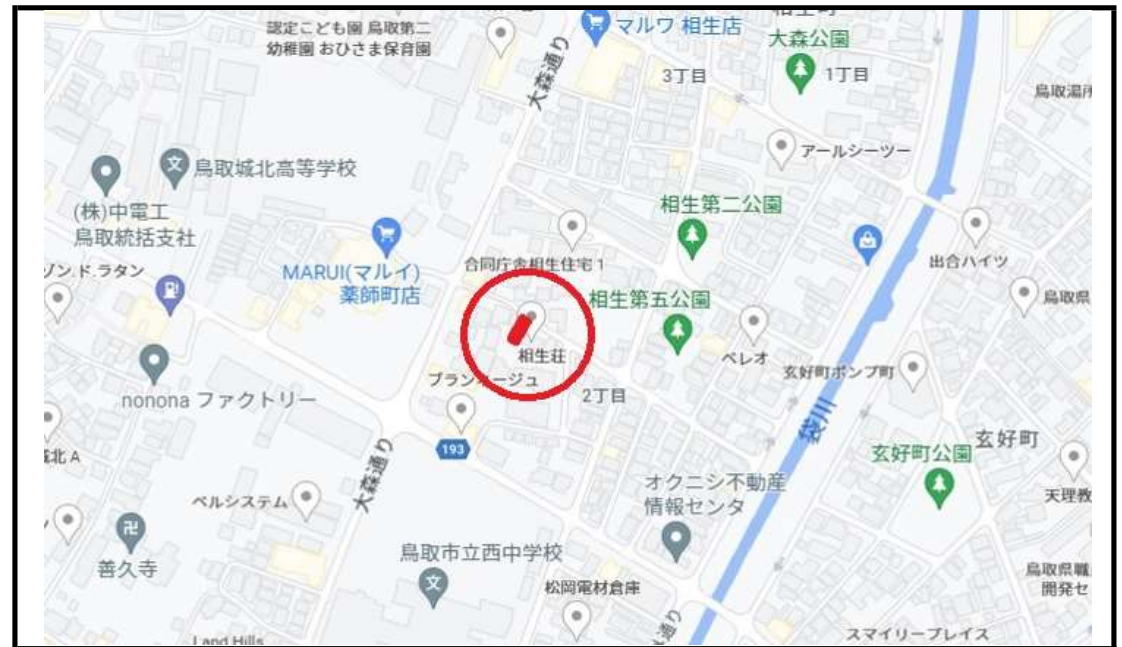 認定こども園 鳥取第二
幼稚園 おひさま保育園
マルワ 相生店
大森公園
大森通り
3丁目
1丁目
アールシーツー
鳥取城北高等学校
(株)中電工
鳥取統括支社
相生第二公園
MARUI(マルイ)
薬師町店
合同庁舎相生住宅 1
出合ハイツ
鳥取県
相生第五公園
相生荘
ペレオ
玄好町ポンプ町
2丁目
nonona ファクトリー
193
大森通り
袋川
玄好町
玄好町公園
オクニシ不動産
情報センタ
ベルシステム
天理教
善久寺
鳥取市立西中学校
松岡電材倉庫
鳥取県職
開発セ
スマイリープレイス
Land Hills